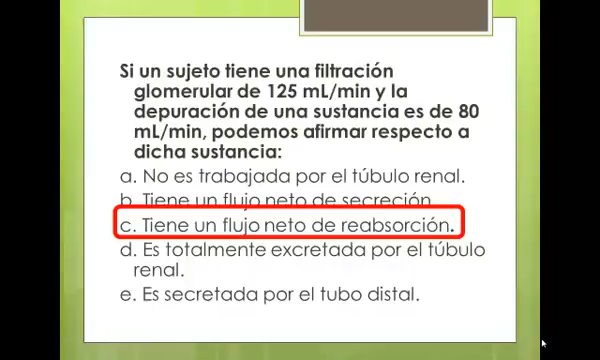 Si un sujeto tiene una filtración
glomerular de 125 mL/min y la
depuración de una sustancia es de 80
mL/min, podemos afirmar respecto a
dicha sustancia:
a. No es trabajada por el túbulo renal.
b. Tiene un flujo neto de secreción
c. Tiene un flujo neto de reabsorción.
d. Es totalmente excretada por el túbulo
renal.
e. Es secretada por el tubo distal.